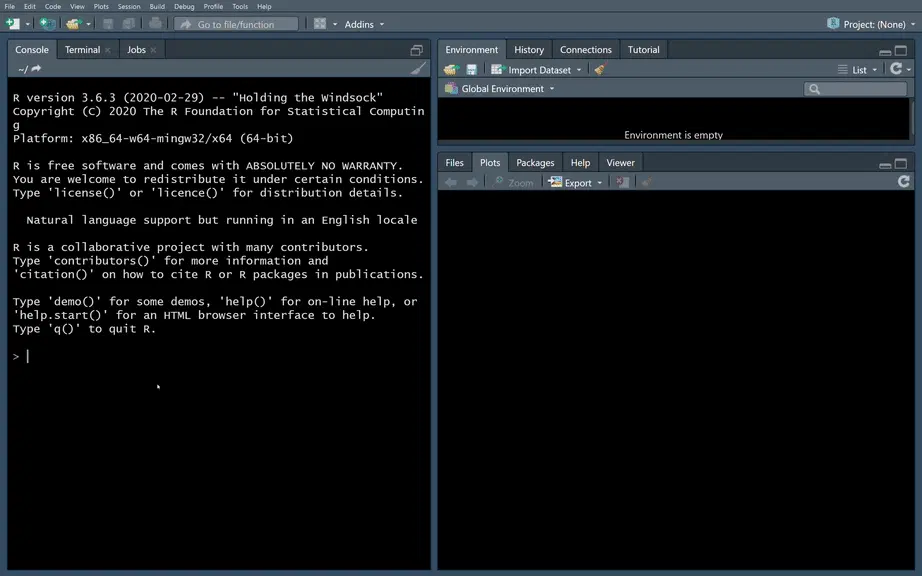 File Edit Code View Plots Session Build Debug Profile Tools Help
Go to file/function Addins Project: (None)
Console Terminal Jobs
~/
R version 3.6.3 (2020-02-29) -- "Holding the Windsock"
Copyright (C) 2020 The R Foundation for Statistical Computin
g
Platform: x86_64-w64-mingw32/x64 (64-bit)
R is free software and comes with ABSOLUTELY NO WARRANTY.
You are welcome to redistribute it under certain conditions.
Type 'license()' or 'licence()' for distribution details.
Natural language support but running in an English locale
R is a collaborative project with many contributors.
Type 'contributors()' for more information and
'citation()' on how to cite R or R packages in publications.
Type 'demo()' for some demos, 'help()' for on-line help, or
'help.start()' for an HTML browser interface to help.
Type 'q()' to quit R.
>
Environment History Connections Tutorial
Import Dataset List
Global Environment
Environment is empty
Files Plots Packages Help Viewer
Zoom Export